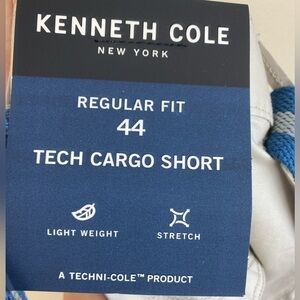 KENNETH COLE
NEW YORK
REGULAR FIT
44
TECH CARGO SHORT
LIGHT WEIGHT STRETCH
A TECHNI-COLE™ PRODUCT